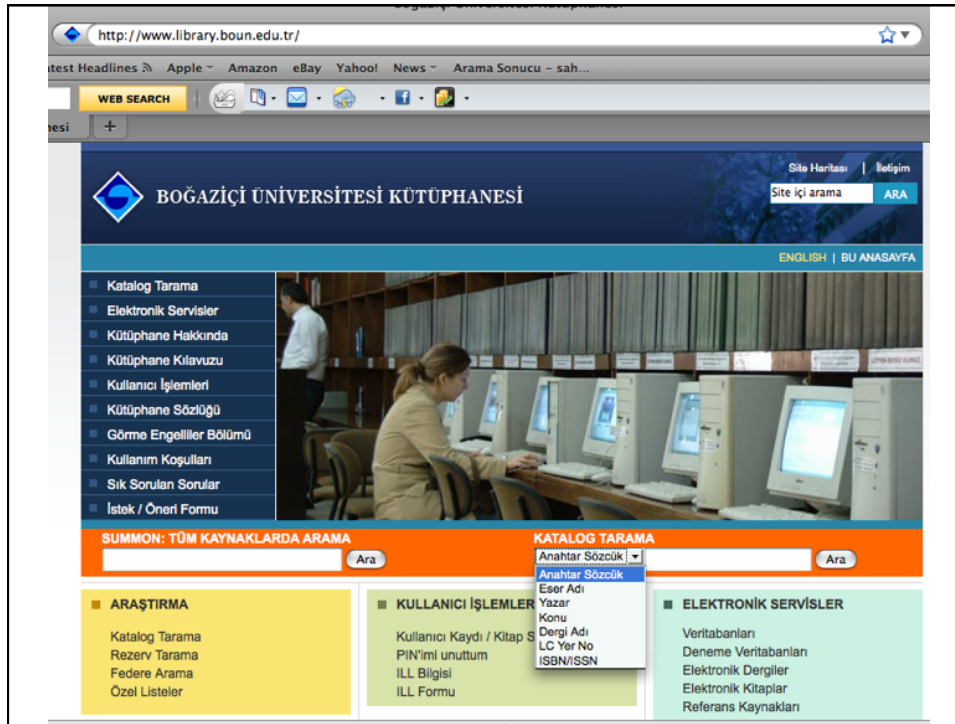 http://www.library.boun.edu.tr/
test Headlines Apple Amazon eBay Yahoo! News Arama Sonucu – sah...
WEB SEARCH
nesi +
Site Haritası | İletişim
BOĞAZİÇİ ÜNİVERSİTESİ KÜTÜPHANESİ
Site içi arama ARA
ENGLISH | BU ANASAYFA
Katalog Tarama
Elektronik Servisler
Kütüphane Hakkında
Kütüphane Kılavuzu
Kullanıcı İşlemleri
Kütüphane Sözlüğü
Görme Engelliler Bölümü
Kullanım Koşulları
Sık Sorulan Sorular
İstek / Öneri Formu
SUMMON: TÜM KAYNAKLARDA ARAMA
Ara
KATALOG TARAMA
Anahtar Sözcük Ara
Anahtar Sözcük
Eser Adı
Yazar
Konu
Dergi Adı
LC Yer No
ISBN/ISSN
ARAŞTIRMA
Katalog Tarama
Rezerv Tarama
Federe Arama
Özel Listeler
KULLANICI İŞLEMLER
Kullanıcı Kaydı / Kitap S
PIN'imi unuttum
ILL Bilgisi
ILL Formu
ELEKTRONİK SERVİSLER
Veritabanları
Deneme Veritabanları
Elektronik Dergiler
Elektronik Kitaplar
Referans Kaynakları